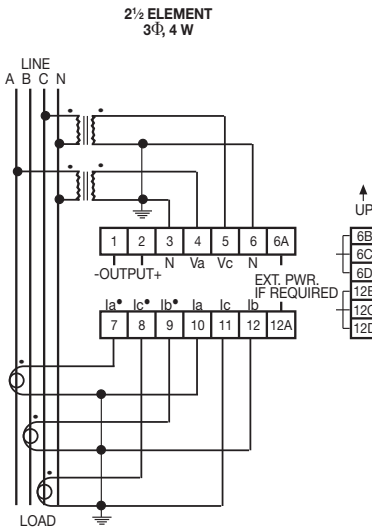 2½ ELEMENT
3Φ, 4 W
LINE
A B C N
1 2 3 4 5 6 6A
N Va Vc N
-OUTPUT+
EXT. PWR.
IF REQUIRED
Ia• Ic• Ib• Ia Ic Ib
7 8 9 10 11 12 12A
LOAD
UP
6B
6C
6D
12B
12C
12D